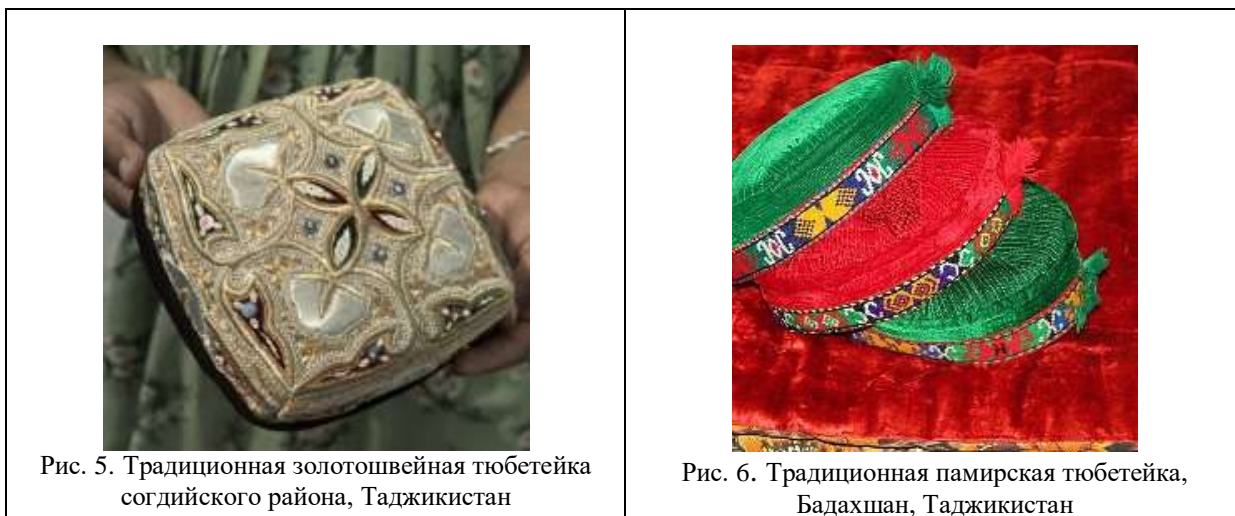 Рис. 5. Традиционная золотошвейная тюбетейка
согдийского района, Таджикистан
Рис. 6. Традиционная памирская тюбетейка,
Бадахшан, Таджикистан